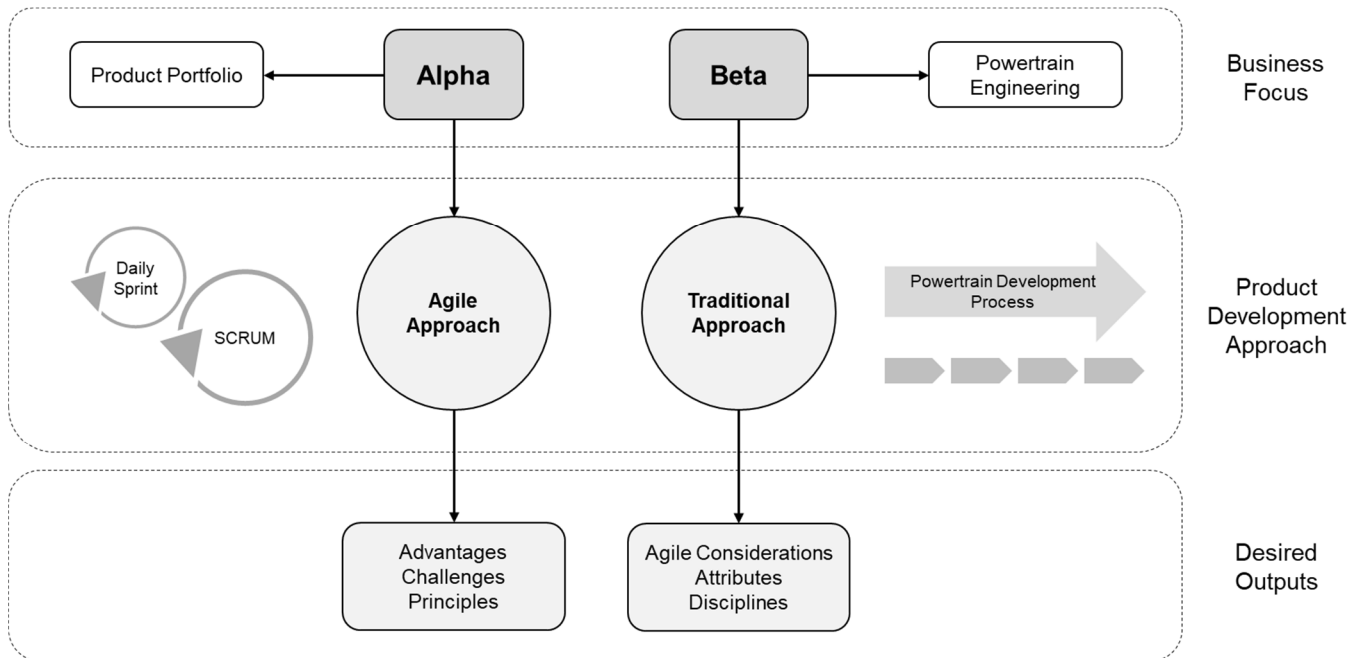 Product Portfolio
Alpha
Beta
Powertrain
Engineering
Business
Focus
Daily
Sprint
SCRUM
Agile
Approach
Traditional
Approach
Powertrain Development
Process
Product
Development
Approach
Advantages
Challenges
Principles
Agile Considerations
Attributes
Disciplines
Desired
Outputs